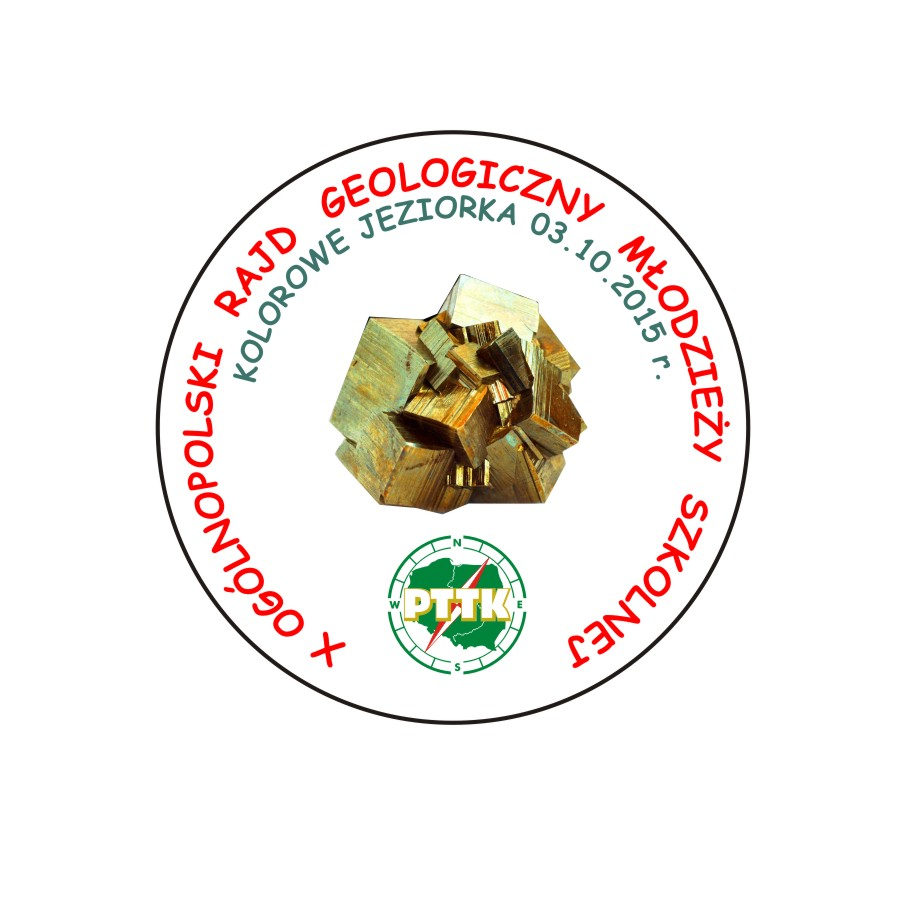 X OGÓLNOPOLSKI RAJD GEOLOGICZNY MŁODZIEŻY SZKOLNEJ
KOLOROWE JEZIORKA 03.10.2015 r.
N
W PTTK E
S